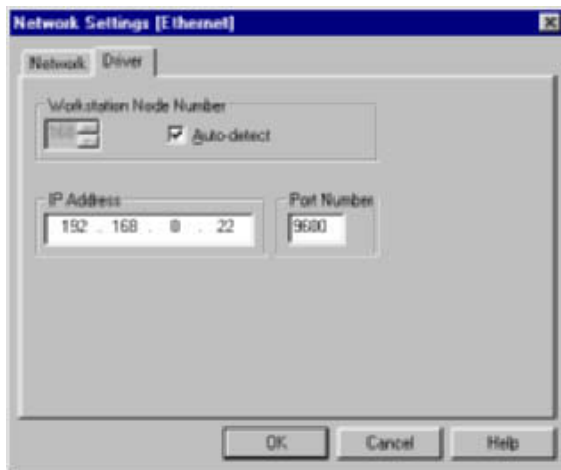 Network Settings [Ethernet]
Network Driver
Workstation Node Number
Auto-detect
IP Address Port Number
192 . 168 . 0 . 22 9600
OK Cancel Help